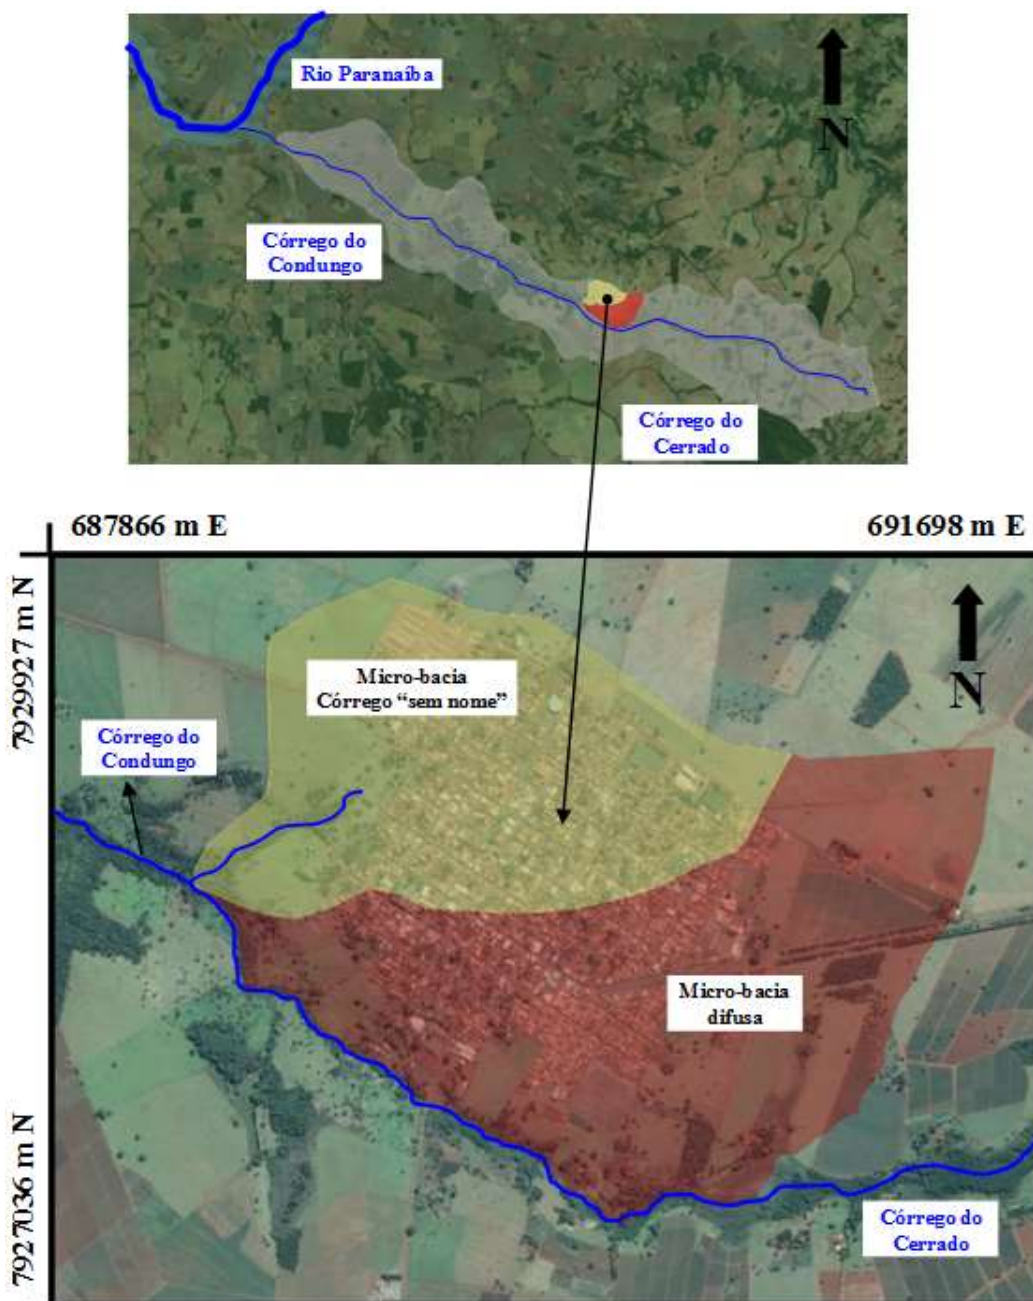 Rio Paranaíba
N
Córrego do
Condungo
Córrego do
Cerrado
687866 m E
691698 m E
7929927 m N
N
Micro-bacia
Córrego “sem nome”
Córrego do
Condungo
Micro-bacia
difusa
7927036 m N
Córrego do
Cerrado